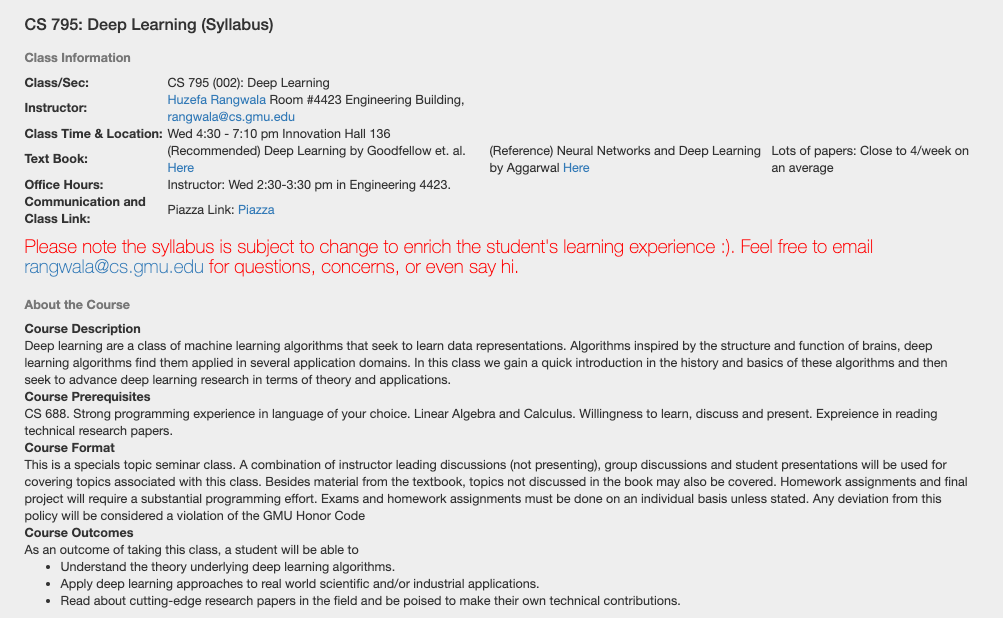 CS 795: Deep Learning (Syllabus)
Class Information
Class/Sec: CS 795 (002): Deep Learning
Instructor: Huzefa Rangwala Room #4423 Engineering Building,
rangwala@cs.gmu.edu
Class Time & Location: Wed 4:30 - 7:10 pm Innovation Hall 136
Text Book: (Recommended) Deep Learning by Goodfellow et. al. (Reference) Neural Networks and Deep Learning Lots of papers: Close to 4/week on
Here by Aggarwal Here an average
Office Hours: Instructor: Wed 2:30-3:30 pm in Engineering 4423.
Communication and
Class Link: Piazza Link: Piazza
Please note the syllabus is subject to change to enrich the student's learning experience :). Feel free to email
rangwala@cs.gmu.edu for questions, concerns, or even say hi.
About the Course
Course Description
Deep learning are a class of machine learning algorithms that seek to learn data representations. Algorithms inspired by the structure and function of brains, deep
learning algorithms find them applied in several application domains. In this class we gain a quick introduction in the history and basics of these algorithms and then
seek to advance deep learning research in terms of theory and applications.
Course Prerequisites
CS 688. Strong programming experience in language of your choice. Linear Algebra and Calculus. Willingness to learn, discuss and present. Expreience in reading
technical research papers.
Course Format
This is a specials topic seminar class. A combination of instructor leading discussions (not presenting), group discussions and student presentations will be used for
covering topics associated with this class. Besides material from the textbook, topics not discussed in the book may also be covered. Homework assignments and final
project will require a substantial programming effort. Exams and homework assignments must be done on an individual basis unless stated. Any deviation from this
policy will be considered a violation of the GMU Honor Code
Course Outcomes
As an outcome of taking this class, a student will be able to
• Understand the theory underlying deep learning algorithms.
• Apply deep learning approaches to real world scientific and/or industrial applications.
• Read about cutting-edge research papers in the field and be poised to make their own technical contributions.